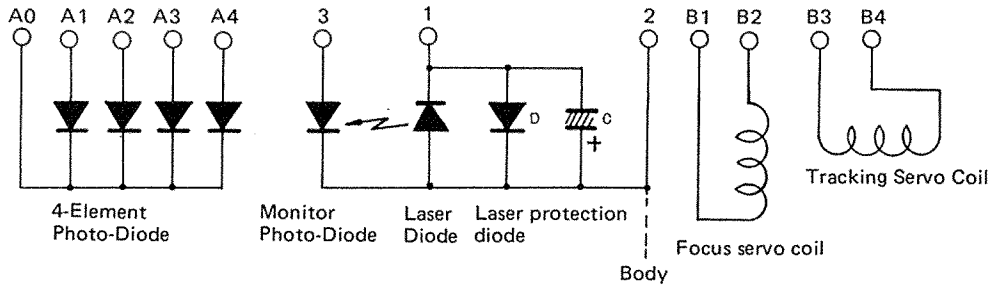 A0 A1 A2 A3 A4 3 1 2 B1 B2 B3 B4
D C
+
Tracking Servo Coil
4-Element
Photo-Diode
Monitor
Photo-Diode
Laser
Diode
Laser protection
diode
Focus servo coil
Body